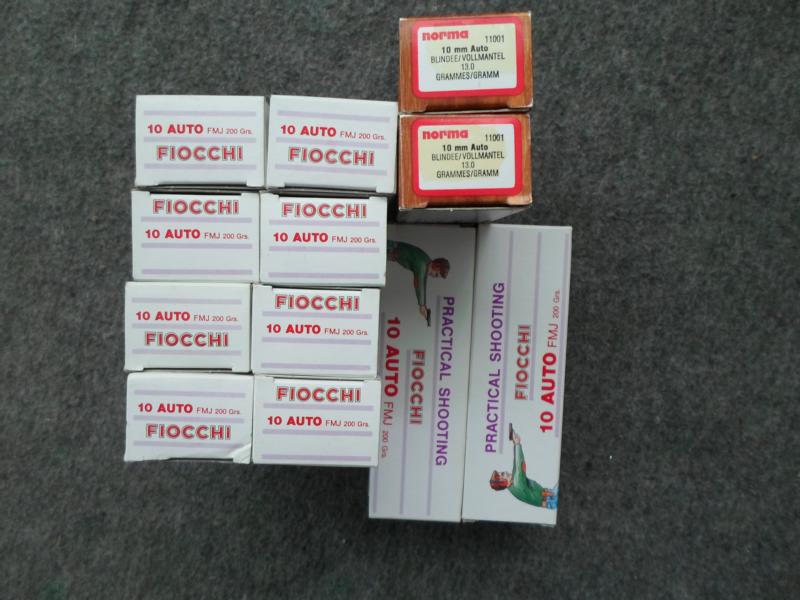 norma 11001
10 mm Auto
BLINDEE/VOLLMANTEL
13.0
GRAMMES/GRAMM
norma 11001
10 mm Auto
BLINDEE/VOLLMANTEL
13.0
GRAMMES/GRAMM
10 AUTO FMJ 200 Grs.
FIOCCHI
10 AUTO FMJ 200 Grs.
FIOCCHI
FIOCCHI
10 AUTO FMJ 200 Grs.
FIOCCHI
10 AUTO FMJ 200 Grs.
10 AUTO FMJ 200 Grs.
FIOCCHI
FIOCCHI
10 AUTO FMJ 200 Grs.
10 AUTO FMJ 200 Grs.
FIOCCHI
FIOCCHI
10 AUTO FMJ 200 Grs.
PRACTICAL SHOOTING
FIOCCHI
10 AUTO FMJ 200 Grs.
PRACTICAL SHOOTING
FIOCCHI
10 AUTO FMJ 200 Grs.